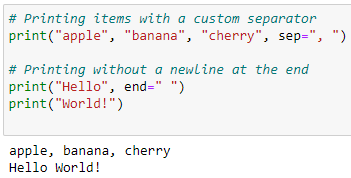 # Printing items with a custom separator
print("apple", "banana", "cherry", sep=", ")
# Printing without a newline at the end
print("Hello", end=" ")
print("World!")
apple, banana, cherry
Hello World!